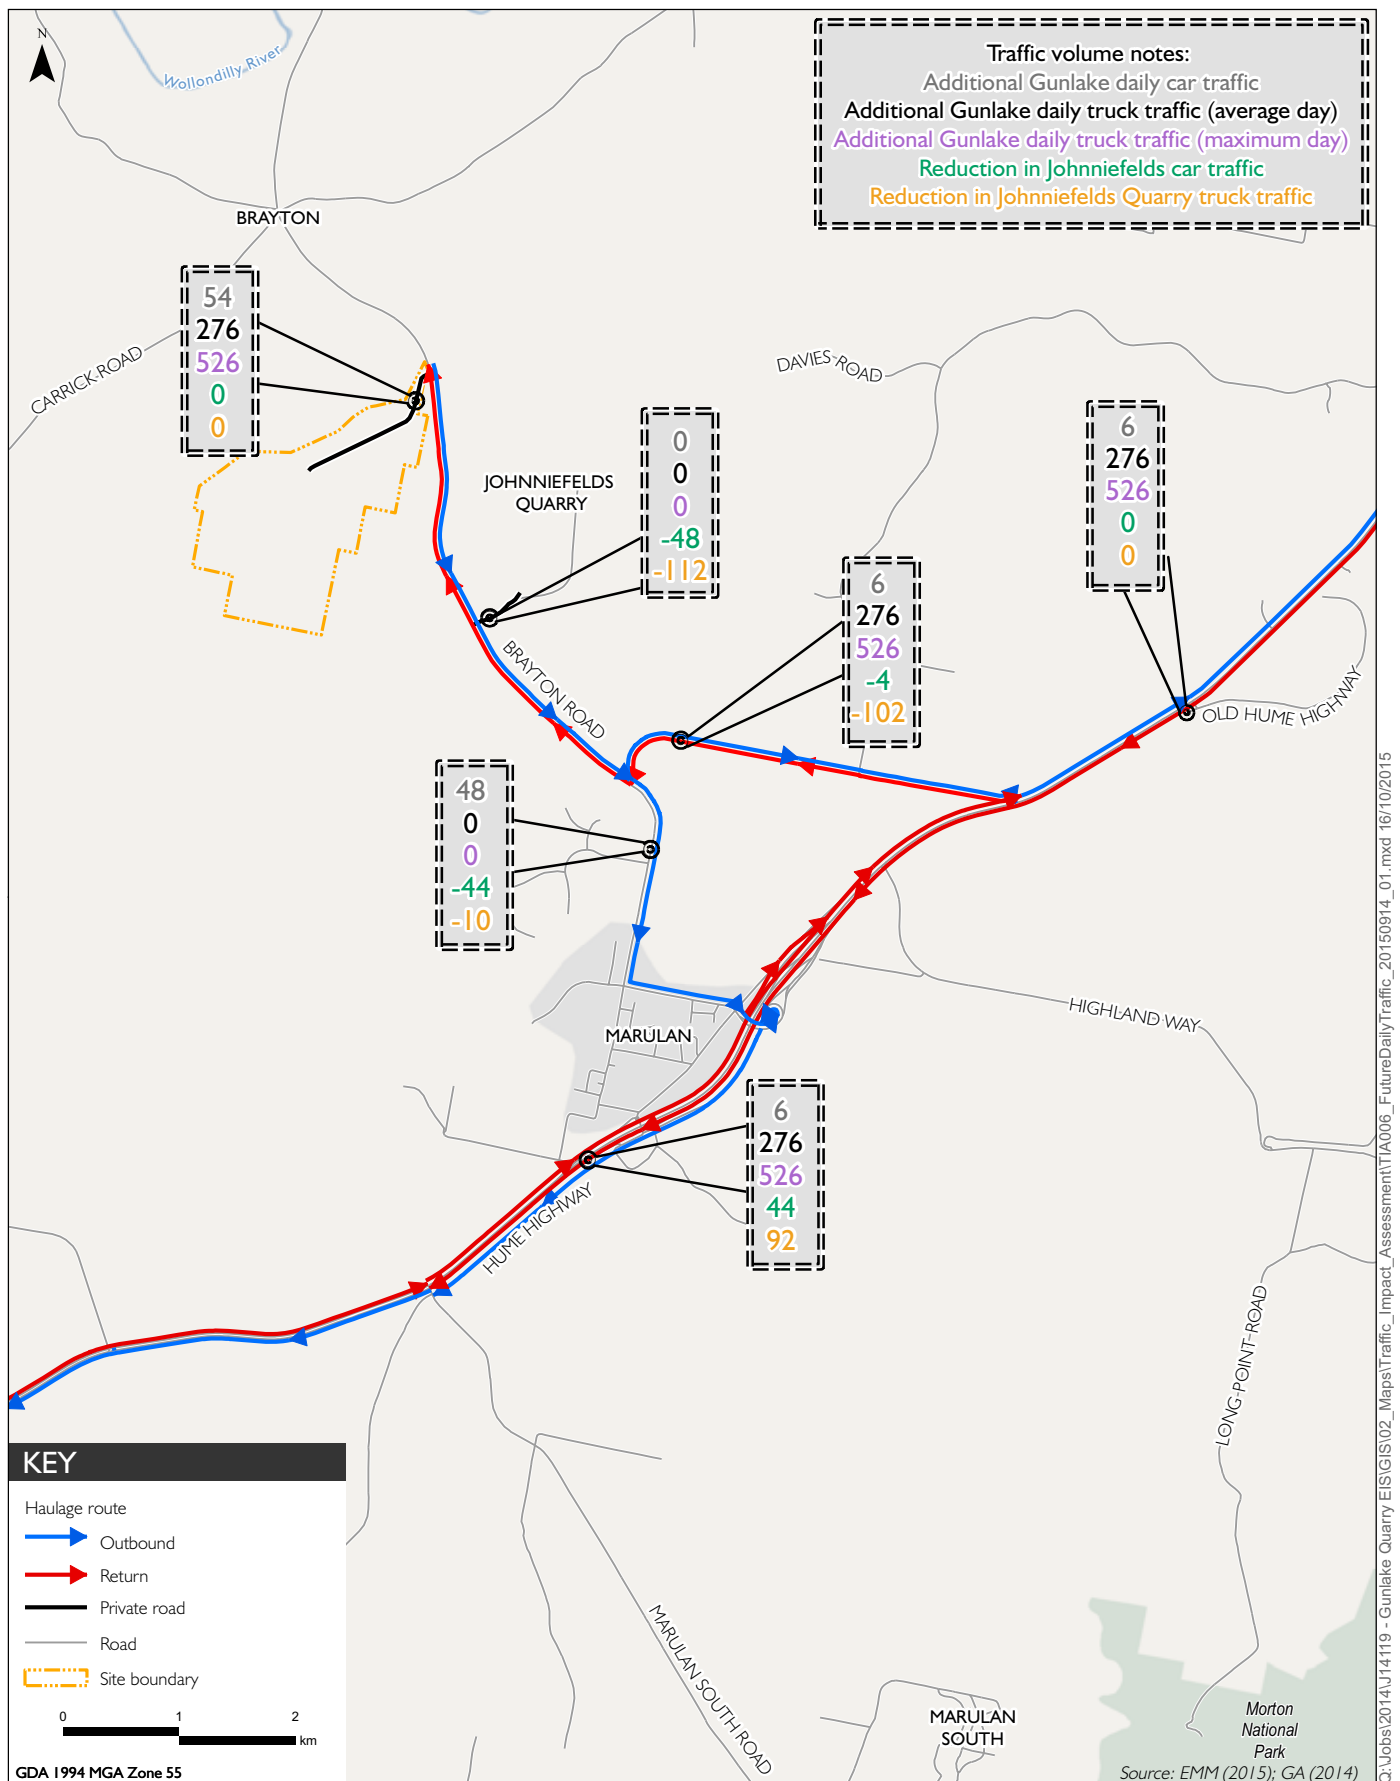 N
Wollondilly River
Traffic volume notes:
Additional Gunlake daily car traffic
Additional Gunlake daily truck traffic (average day)
Additional Gunlake daily truck traffic (maximum day)
Reduction in Johnniefelds car traffic
Reduction in Johnniefelds Quarry truck traffic
BRAYTON
54
276
526
0
0
CARRICK ROAD
DAVIES ROAD
JOHNNIEFELDS
QUARRY
0
0
0
-48
-112
6
276
526
0
0
6
276
526
-4
-102
BRAYTON ROAD
OLD HUME HIGHWAY
48
0
0
-44
-10
MARULAN
HIGHLAND WAY
6
276
526
44
92
HUME HIGHWAY
LONG POINT ROAD
MARULAN SOUTH ROAD
MARULAN
SOUTH
Morton
National
Park
KEY
Haulage route
Outbound
Return
Private road
Road
Site boundary
0 1 2
km
GDA 1994 MGA Zone 55
Source: EMM (2015); GA (2014)
Q:\Jobs\2014\J14119 - Gunlake Quarry EIS\GIS\02_Maps\Traffic_Impact_Assessment\TIA006_FutureDailyTraffic_20150914_01.mxd 16/10/2015